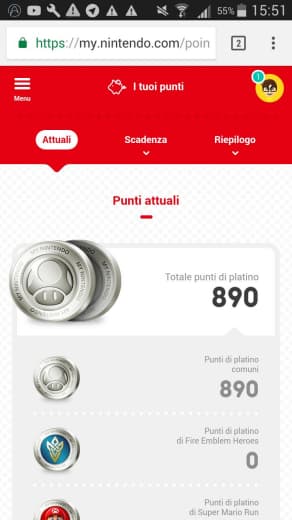 55% 15:51
https://my.nintendo.com/poin
2
Menu
I tuoi punti
1
Attuali
Scadenza
Riepilogo
Punti attuali
MY NINTENDO
Totale punti di platino
890
Punti di platino
comuni
890
Punti di platino
di Fire Emblem Heroes
0
Punti di platino
di Super Mario Run